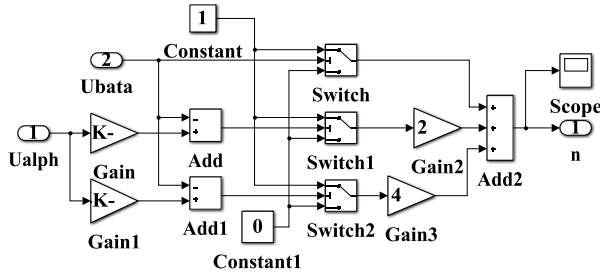 1
Constant
2
Ubata
Switch
Scope
1
Ualph
K-
Gain
Add
Switch1
2
Gain2
Add2
1
n
K-
Gain1
Add1
0
Constant1
Switch2
4
Gain3